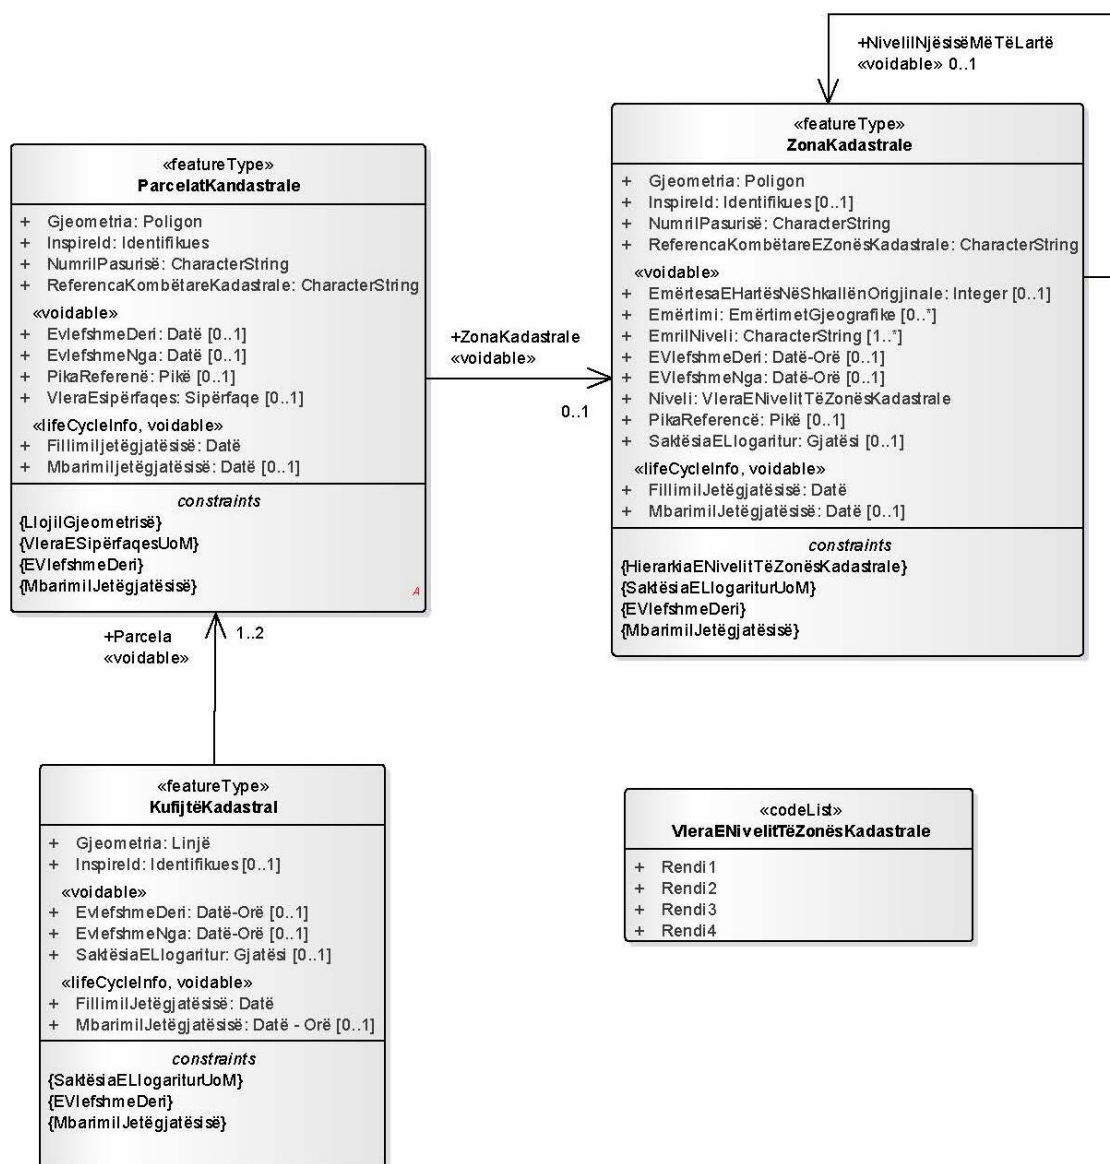 +NiveliINjësisëMëTëLartë
«voidable» 0..1
«featureType»
ZonaKadastrale
+ Gjeometria: Poligon
+ InspireId: Identifikues [0..1]
+ NumriIPasurisë: CharacterString
+ ReferencaKombëtareEZonësKadastrale: CharacterString
«voidable»
+ EmërtesaEHartësNëShkallënOrigjinale: Integer [0..1]
+ Emërtimi: EmërtimetGjeografike [0..*]
+ EmriINiveli: CharacterString [1..*]
+ EVlefshmeDeri: Datë-Orë [0..1]
+ EVlefshmeNga: Datë-Orë [0..1]
+ Niveli: VleraENivelitTëZonësKadastrale
+ PikaReferencë: Pikë [0..1]
+ SaktësiaELlogaritur: Gjatësi [0..1]
«lifeCycleInfo, voidable»
+ FillimiIJetëgjatësisë: Datë
+ MbarimiIJetëgjatësisë: Datë [0..1]
constraints
{HierarkiaENivelitTëZonësKadastrale}
{SaktësiaELlogariturUoM}
{EVlefshmeDeri}
{MbarimiIJetëgjatësisë}
«featureType»
ParcelatKandastrale
+ Gjeometria: Poligon
+ InspireId: Identifikues
+ NumriIPasurisë: CharacterString
+ ReferencaKombëtareKadastrale: CharacterString
«voidable»
+ EvlefshmeDeri: Datë [0..1]
+ EvlefshmeNga: Datë [0..1]
+ PikaReferenë: Pikë [0..1]
+ VleraEsipërfaqes: Sipërfaqe [0..1]
«lifeCycleInfo, voidable»
+ Fillimiljetëgjatësisë: Datë
+ Mbarimiljetëgjatësisë: Datë [0..1]
constraints
{LlojiIGjeometrisë}
{VleraESipërfaqesUoM}
{EVlefshmeDeri}
{MbarimiIJetëgjatësisë}
A
+ZonaKadastrale
«voidable»
0..1
+Parcela
«voidable»
1..2
«featureType»
KufijtëKadastral
+ Gjeometria: Linjë
+ InspireId: Identifikues [0..1]
«voidable»
+ EvlefshmeDeri: Datë-Orë [0..1]
+ EvlefshmeNga: Datë-Orë [0..1]
+ SaktësiaELlogaritur: Gjatësi [0..1]
«lifeCycleInfo, voidable»
+ FillimiIJetëgjatësisë: Datë
+ MbarimiIJetëgjatësisë: Datë - Orë [0..1]
constraints
{SaktësiaELlogariturUoM}
{EVlefshmeDeri}
{MbarimiIJetëgjatësisë}
«codeList»
VleraENivelitTëZonësKadastrale
+ Rendi1
+ Rendi2
+ Rendi3
+ Rendi4